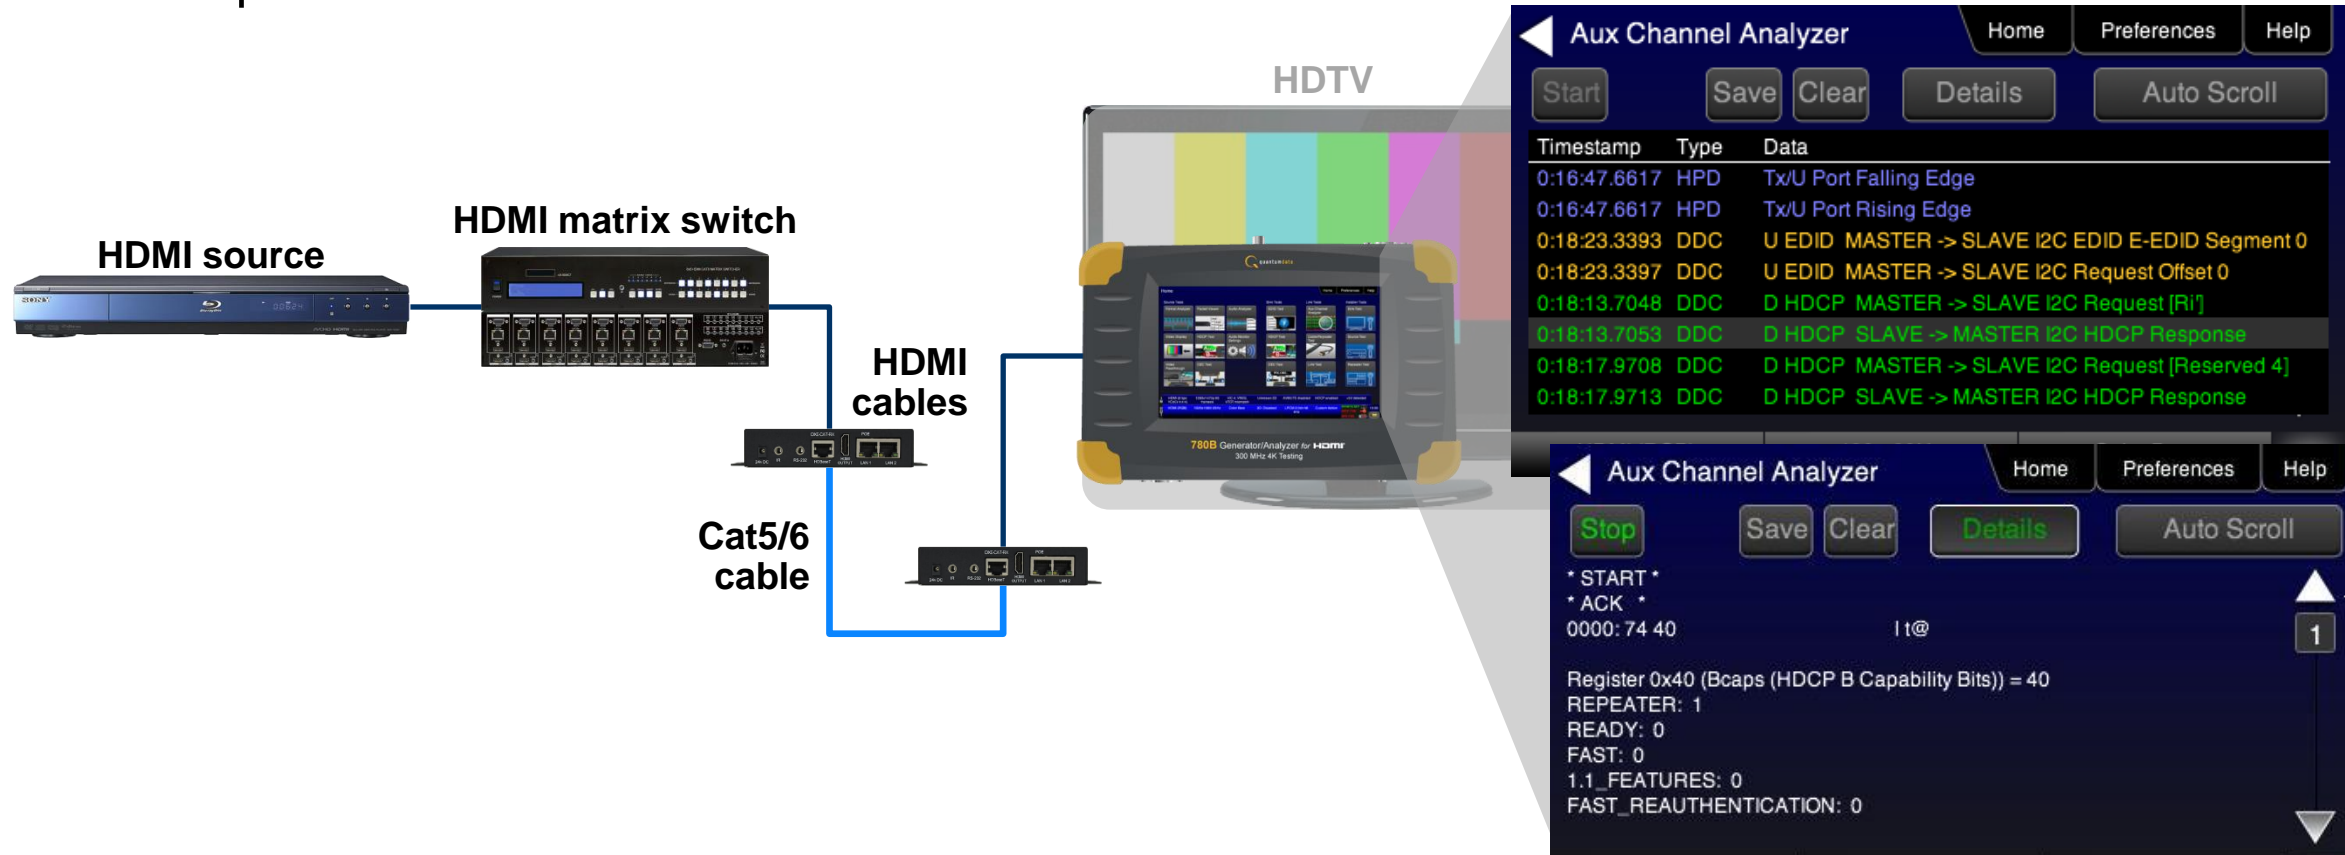 HDTV
HDMI matrix switch
HDMI source
HDMI
cables
Cat5/6
cable
SONY
quantumdata
780B Generator/Analyzer for HDMI
300 MHz 4K Testing
Aux Channel Analyzer
Home
Preferences
Help
Start
Save
Clear
Details
Auto Scroll
Timestamp Type Data
0:16:47.6617 HPD Tx/U Port Falling Edge
0:16:47.6617 HPD Tx/U Port Rising Edge
0:18:23.3393 DDC U EDID MASTER -> SLAVE I2C EDID E-EDID Segment 0
0:18:23.3397 DDC U EDID MASTER -> SLAVE I2C Request Offset 0
0:18:13.7048 DDC D HDCP MASTER -> SLAVE I2C Request [Ri']
0:18:13.7053 DDC D HDCP SLAVE -> MASTER I2C HDCP Response
0:18:17.9708 DDC D HDCP MASTER -> SLAVE I2C Request [Reserved 4]
0:18:17.9713 DDC D HDCP SLAVE -> MASTER I2C HDCP Response
Aux Channel Analyzer
Home
Preferences
Help
Stop
Save
Clear
Details
Auto Scroll
* START *
* ACK *
0000: 74 40 | t@
1
Register 0x40 (Bcaps (HDCP B Capability Bits)) = 40
REPEATER: 1
READY: 0
FAST: 0
1.1_FEATURES: 0
FAST_REAUTHENTICATION: 0